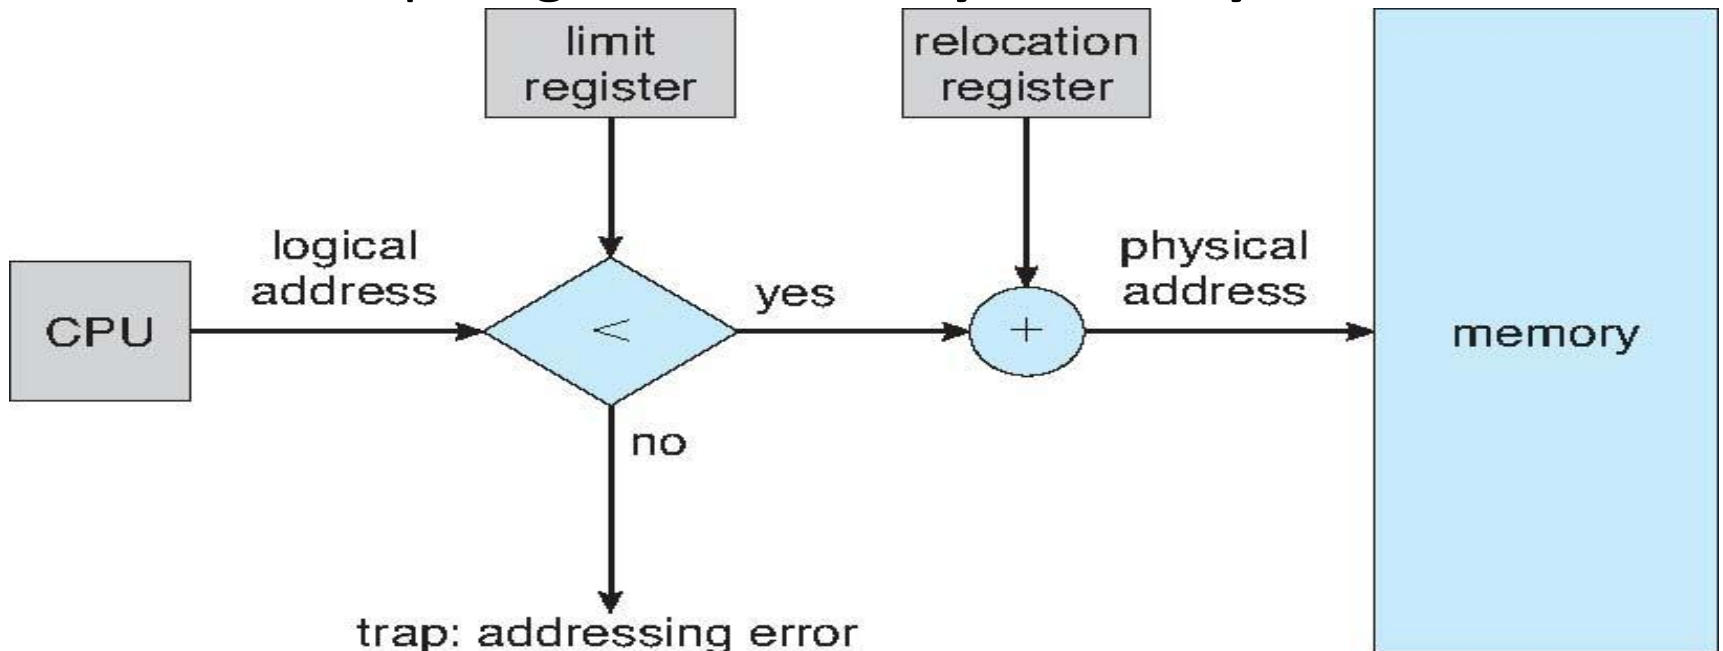 limit
register
relocation
register
logical
address
yes
physical
address
CPU
<
+
memory
no
trap: addressing error